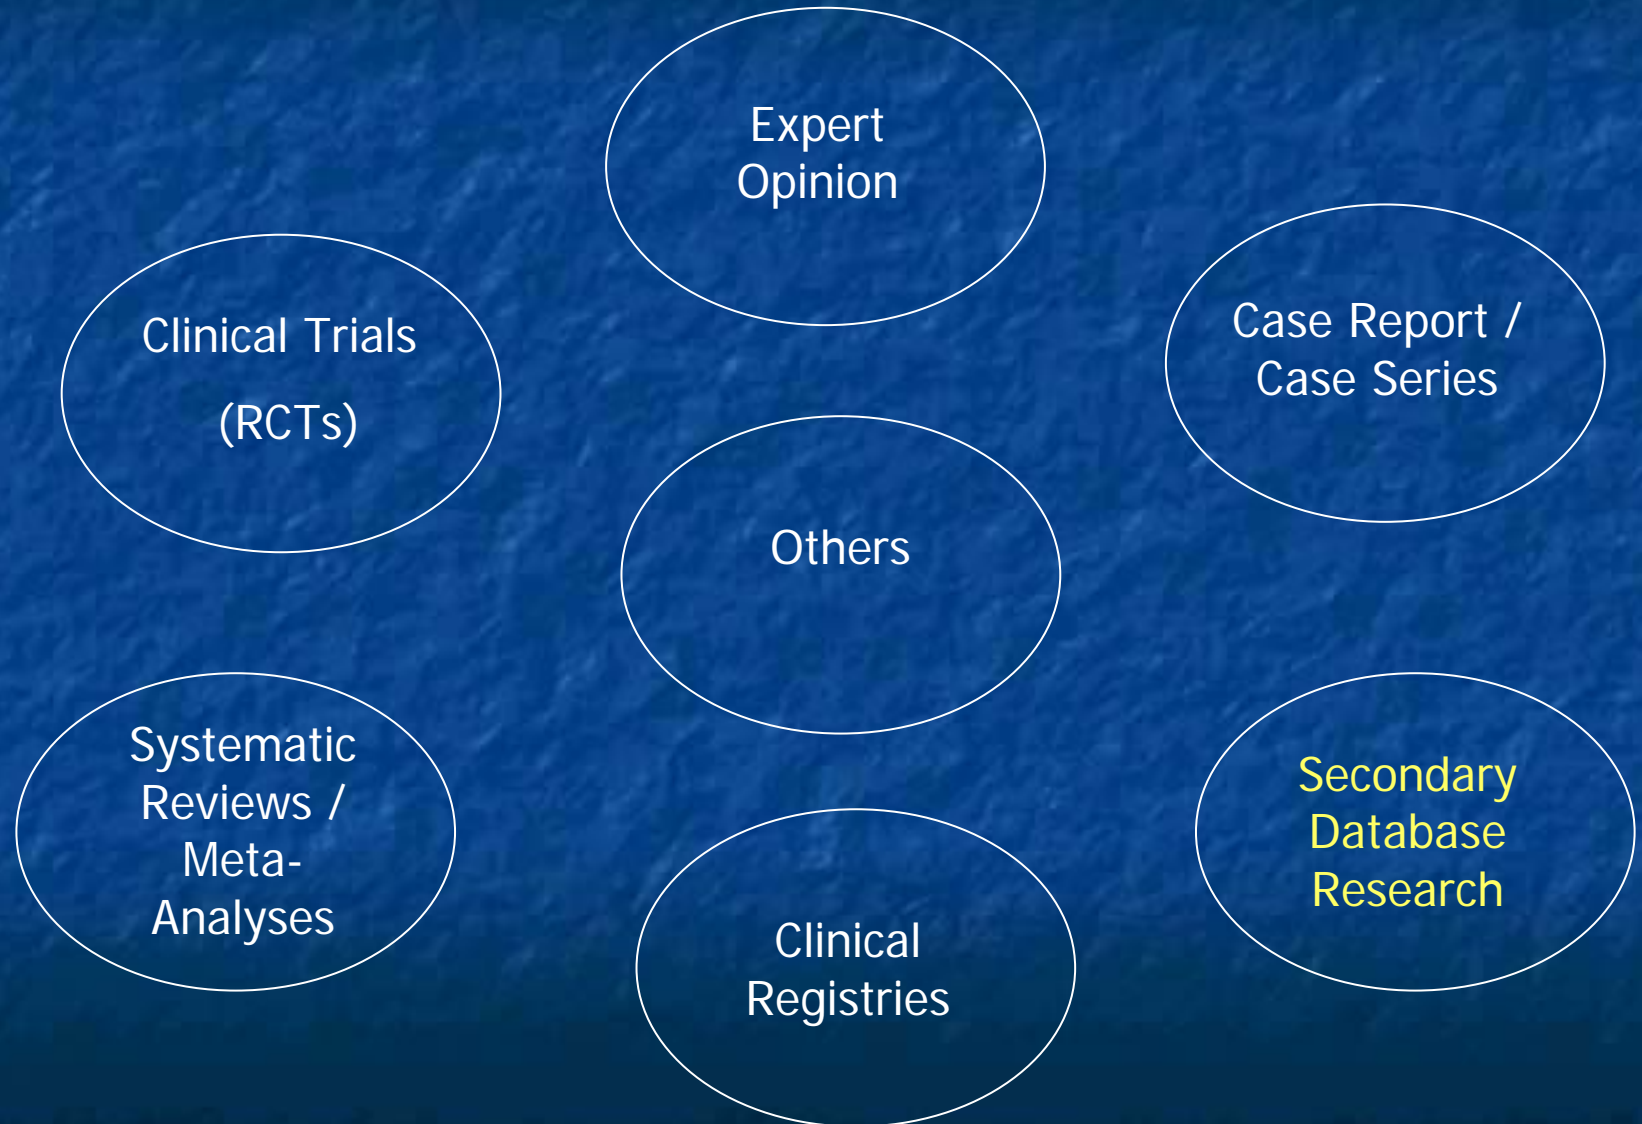 Expert
Opinion
Clinical Trials
(RCTs)
Case Report /
Case Series
Others
Systematic
Reviews /
Meta-
Analyses
Secondary
Database
Research
Clinical
Registries